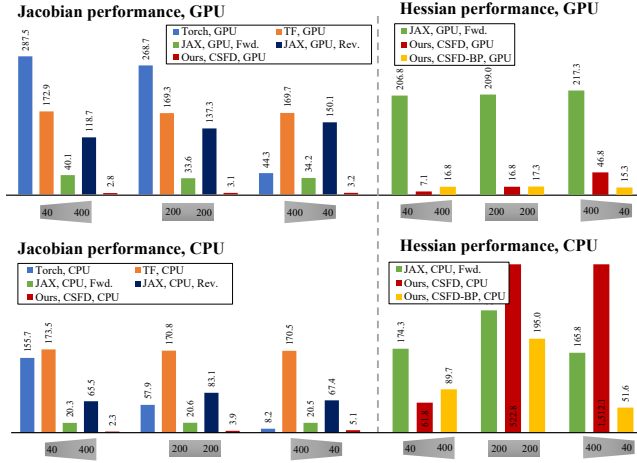 Jacobian performance, GPU
Torch, GPU
TF, GPU
JAX, GPU, Fwd.
JAX, GPU, Rev.
Ours, CSFD, GPU
287.5
172.9
40.1
118.7
2.8
268.7
169.3
33.6
137.3
3.1
44.3
169.7
34.2
150.1
3.2
40 400
200 200
400 40
Hessian performance, GPU
JAX, GPU, Fwd.
Ours, CSFD, GPU
Ours, CSFD-BP, GPU
206.8
7.1
16.8
209.0
16.8
17.3
217.3
46.8
15.3
40 400
200 200
400 40
Jacobian performance, CPU
Torch, CPU
TF, CPU
JAX, CPU, Fwd.
JAX, CPU, Rev.
Ours, CSFD, CPU
155.7
173.5
20.3
65.5
2.3
57.9
170.8
20.6
83.1
3.9
8.2
170.5
20.5
67.4
5.1
40 400
200 200
400 40
Hessian performance, CPU
JAX, CPU, Fwd.
Ours, CSFD, CPU
Ours, CSFD-BP, CPU
174.3
61.8
89.7
522.8
195.0
165.8
1,512.1
51.6
40 400
200 200
400 40